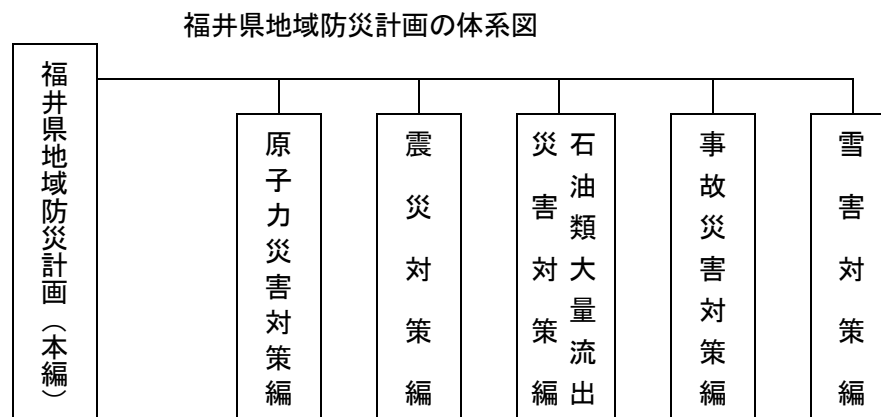 福井県地域防災計画の体系図
福井県地域防災計画（本編）
原子力災害対策編
震災対策編
石油類大量流出
災害対策編
事故災害対策編
雪害対策編